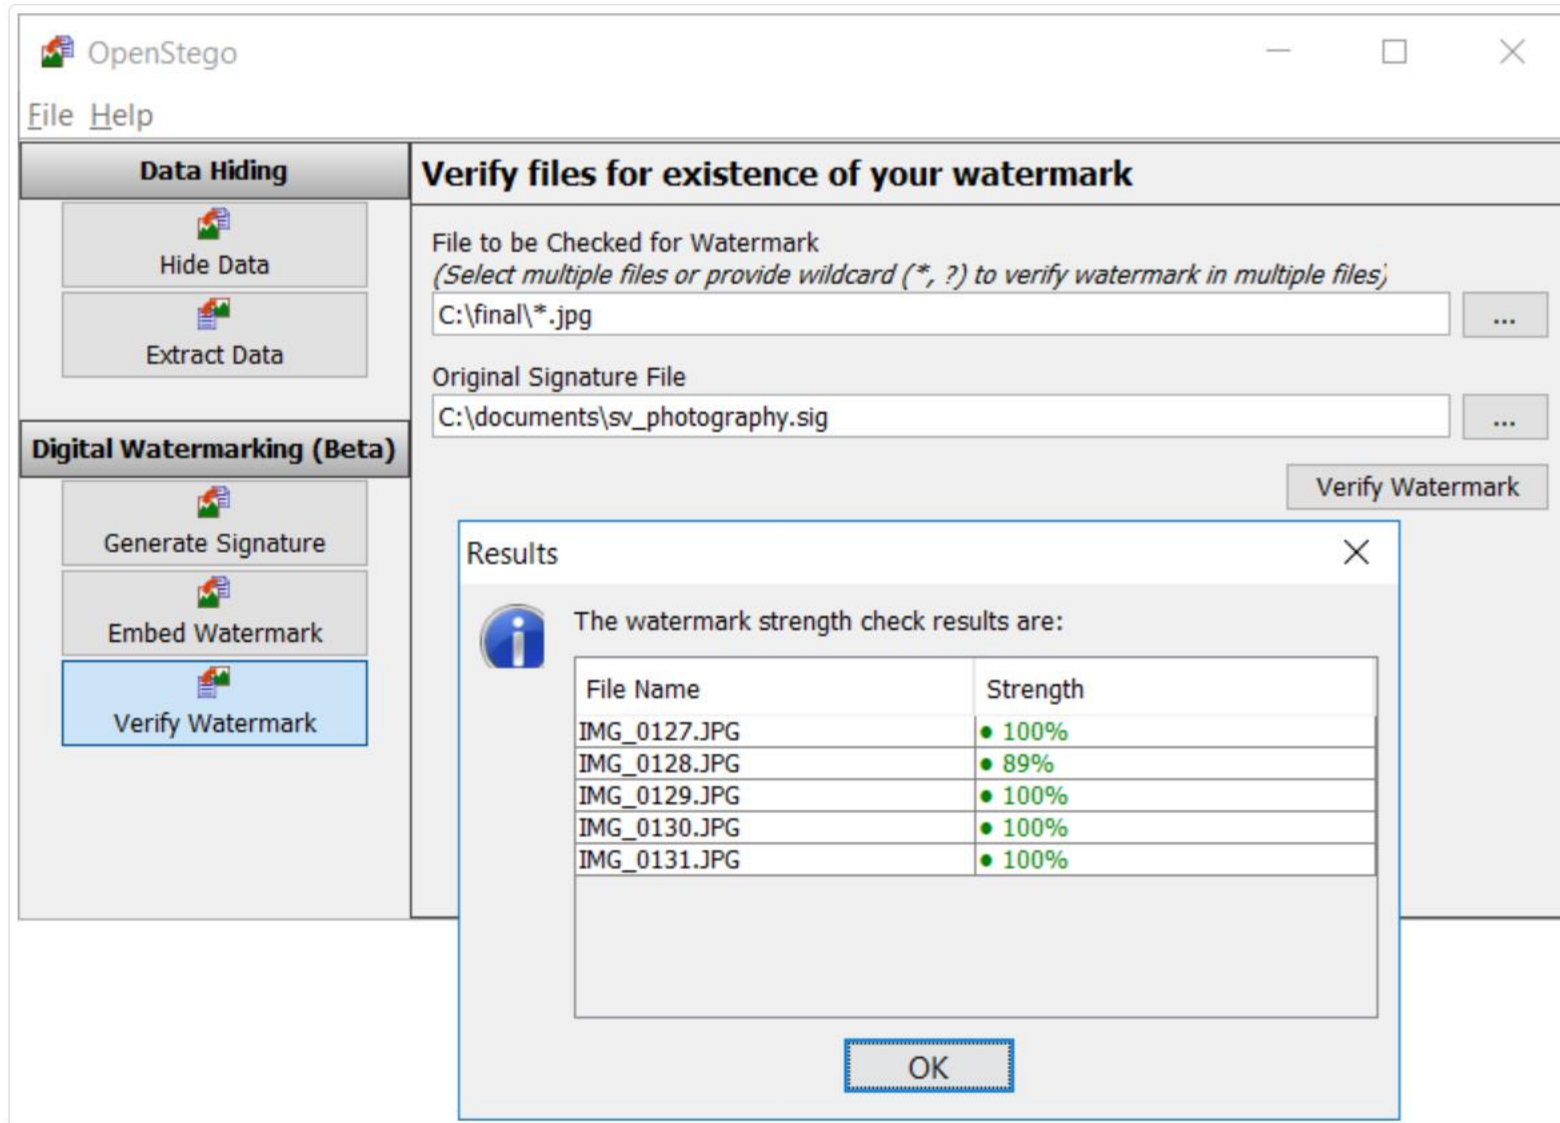 OpenStego
File Help
Data Hiding
Hide Data
Extract Data
Digital Watermarking (Beta)
Generate Signature
Embed Watermark
Verify Watermark
Verify files for existence of your watermark
File to be Checked for Watermark
(Select multiple files or provide wildcard (*, ?) to verify watermark in multiple files)
C:\final\*.jpg
...
Original Signature File
C:\documents\sv_photography.sig
...
Verify Watermark
Results
The watermark strength check results are:
File Name Strength
IMG_0127.JPG ● 100%
IMG_0128.JPG ● 89%
IMG_0129.JPG ● 100%
IMG_0130.JPG ● 100%
IMG_0131.JPG ● 100%
OK